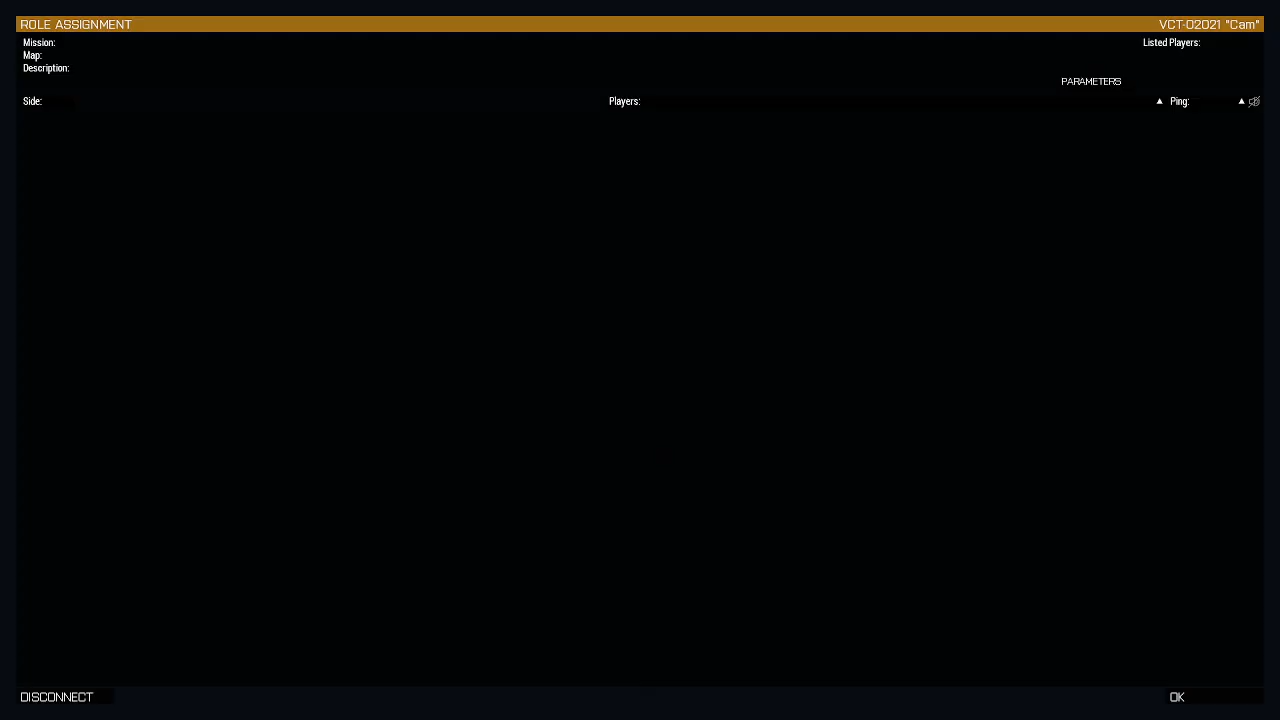 ROLE ASSIGNMENT VCT-02021 "Cam"
Mission: Listed Players:
Map:
Description:
PARAMETERS
Side: Players: Ping:
DISCONNECT OK